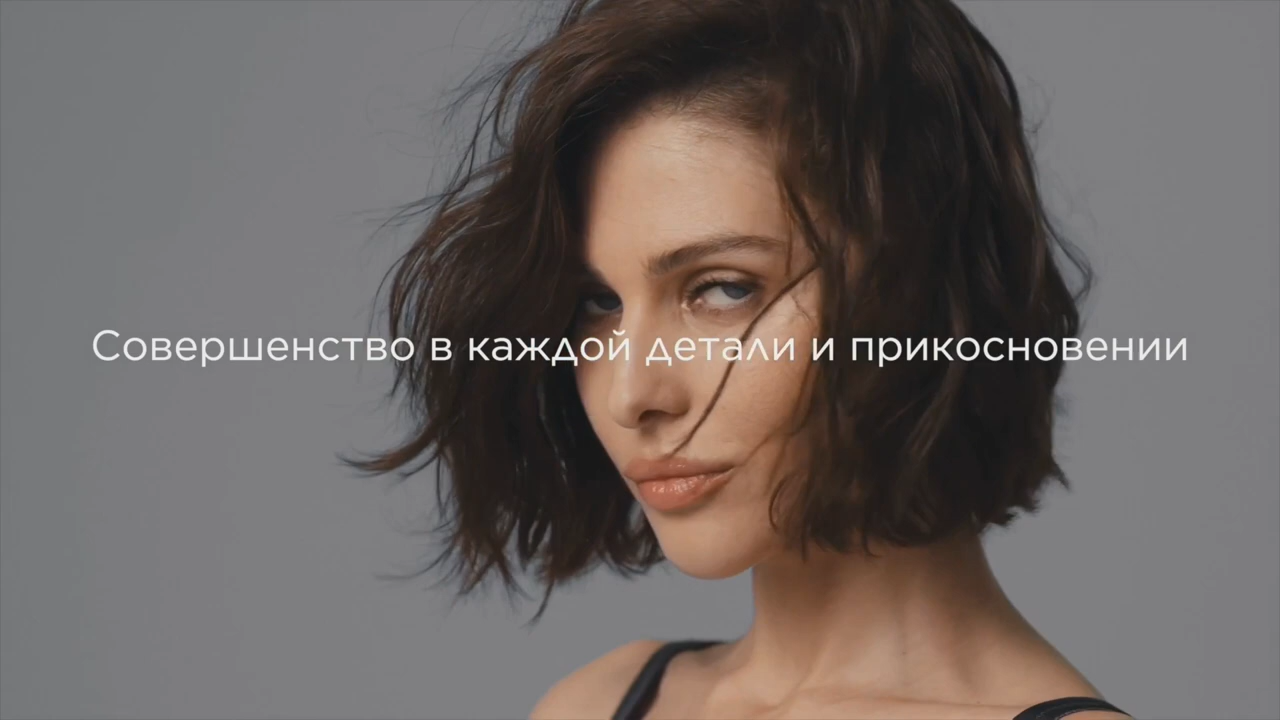 Совершенство в каждой детали и прикосновении